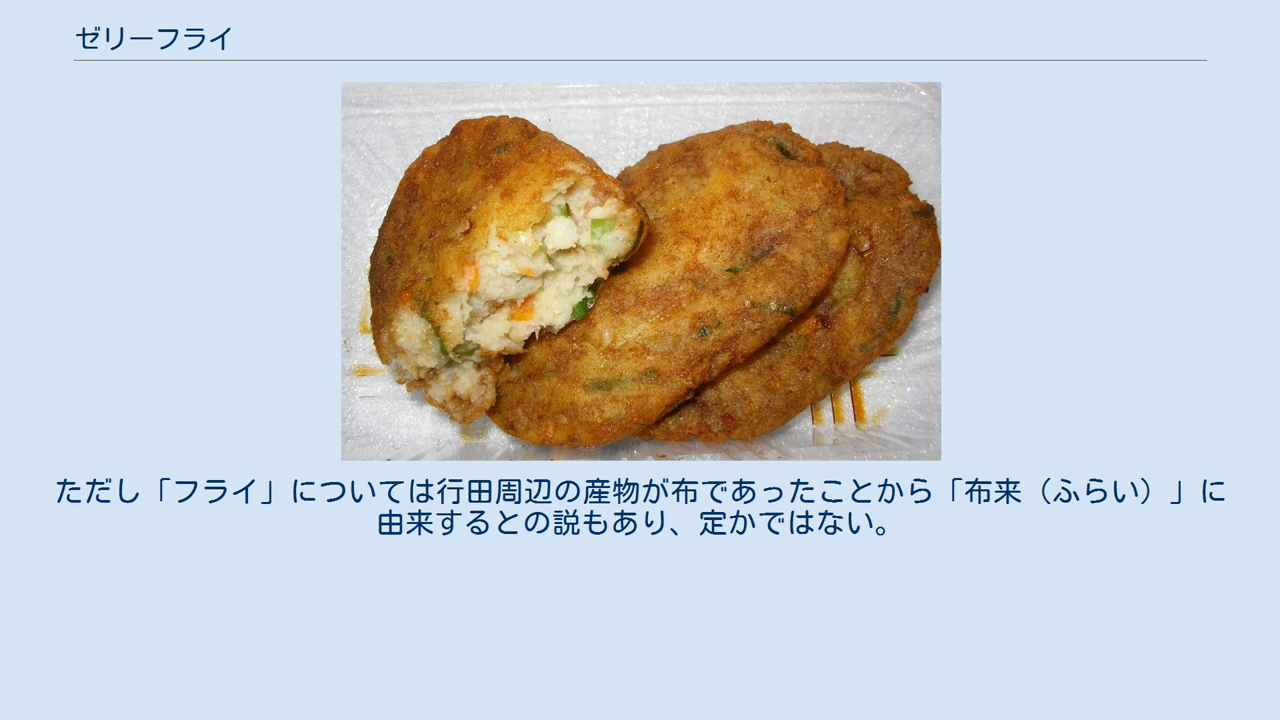 ゼリーフライ
ただし「フライ」については行田周辺の産物が布であったことから「布来（ふらい）」に
由来するとの説もあり、定かではない。